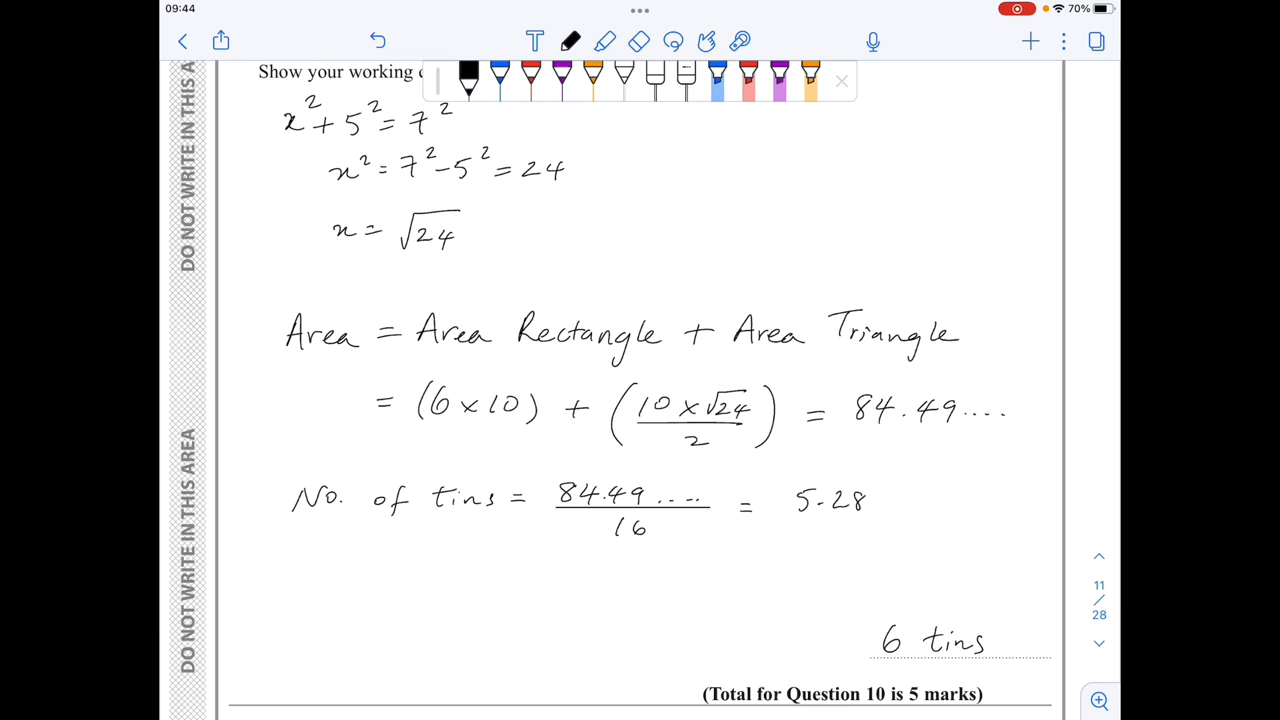 09:44
70%
Show your working
x² + 5² = 7²
x² = 7² - 5² = 24
x = √24
Area = Area Rectangle + Area Triangle
= (6 × 10) + (10 × √24 / 2) = 84.49....
No. of tins = 84.49.... / 16 = 5.28
6 tins
(Total for Question 10 is 5 marks)
DO NOT WRITE IN THIS A
DO NOT WRITE IN THIS AREA
11
/
28